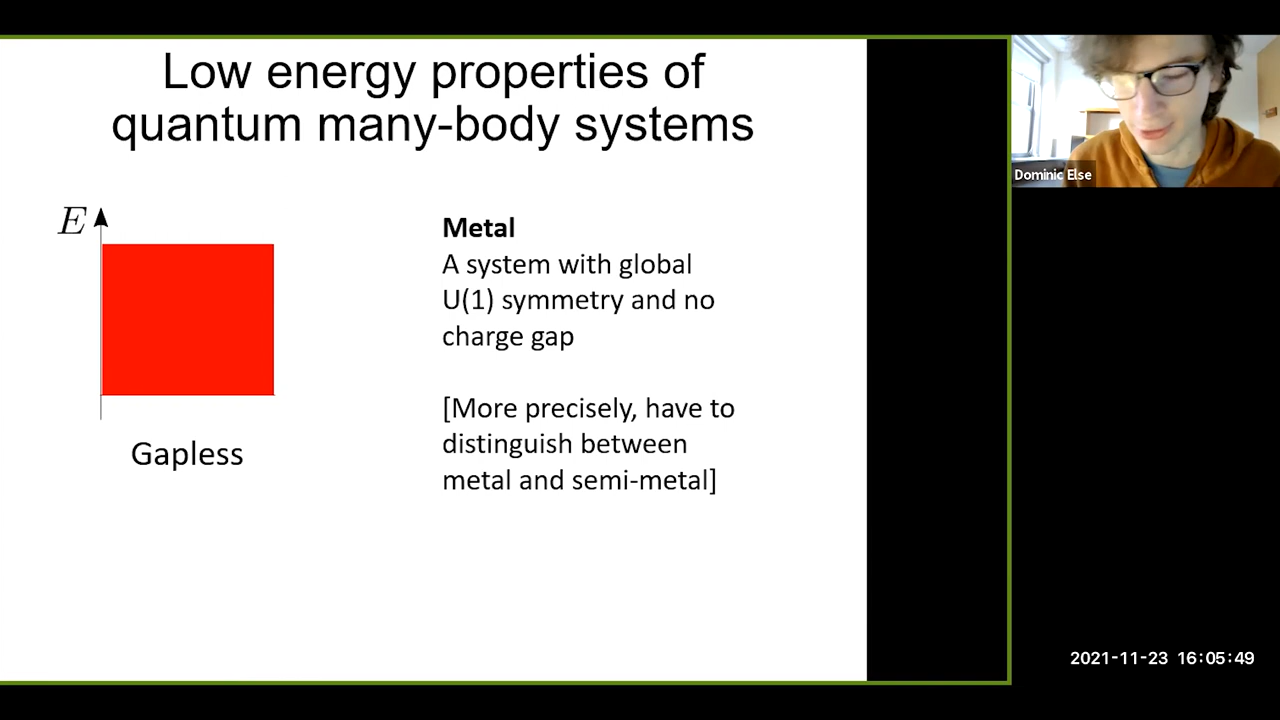 Low energy properties of
quantum many-body systems
E
Gapless
Metal
A system with global
U(1) symmetry and no
charge gap
[More precisely, have to
distinguish between
metal and semi-metal]
Dominic Else
2021-11-23 16:05:49